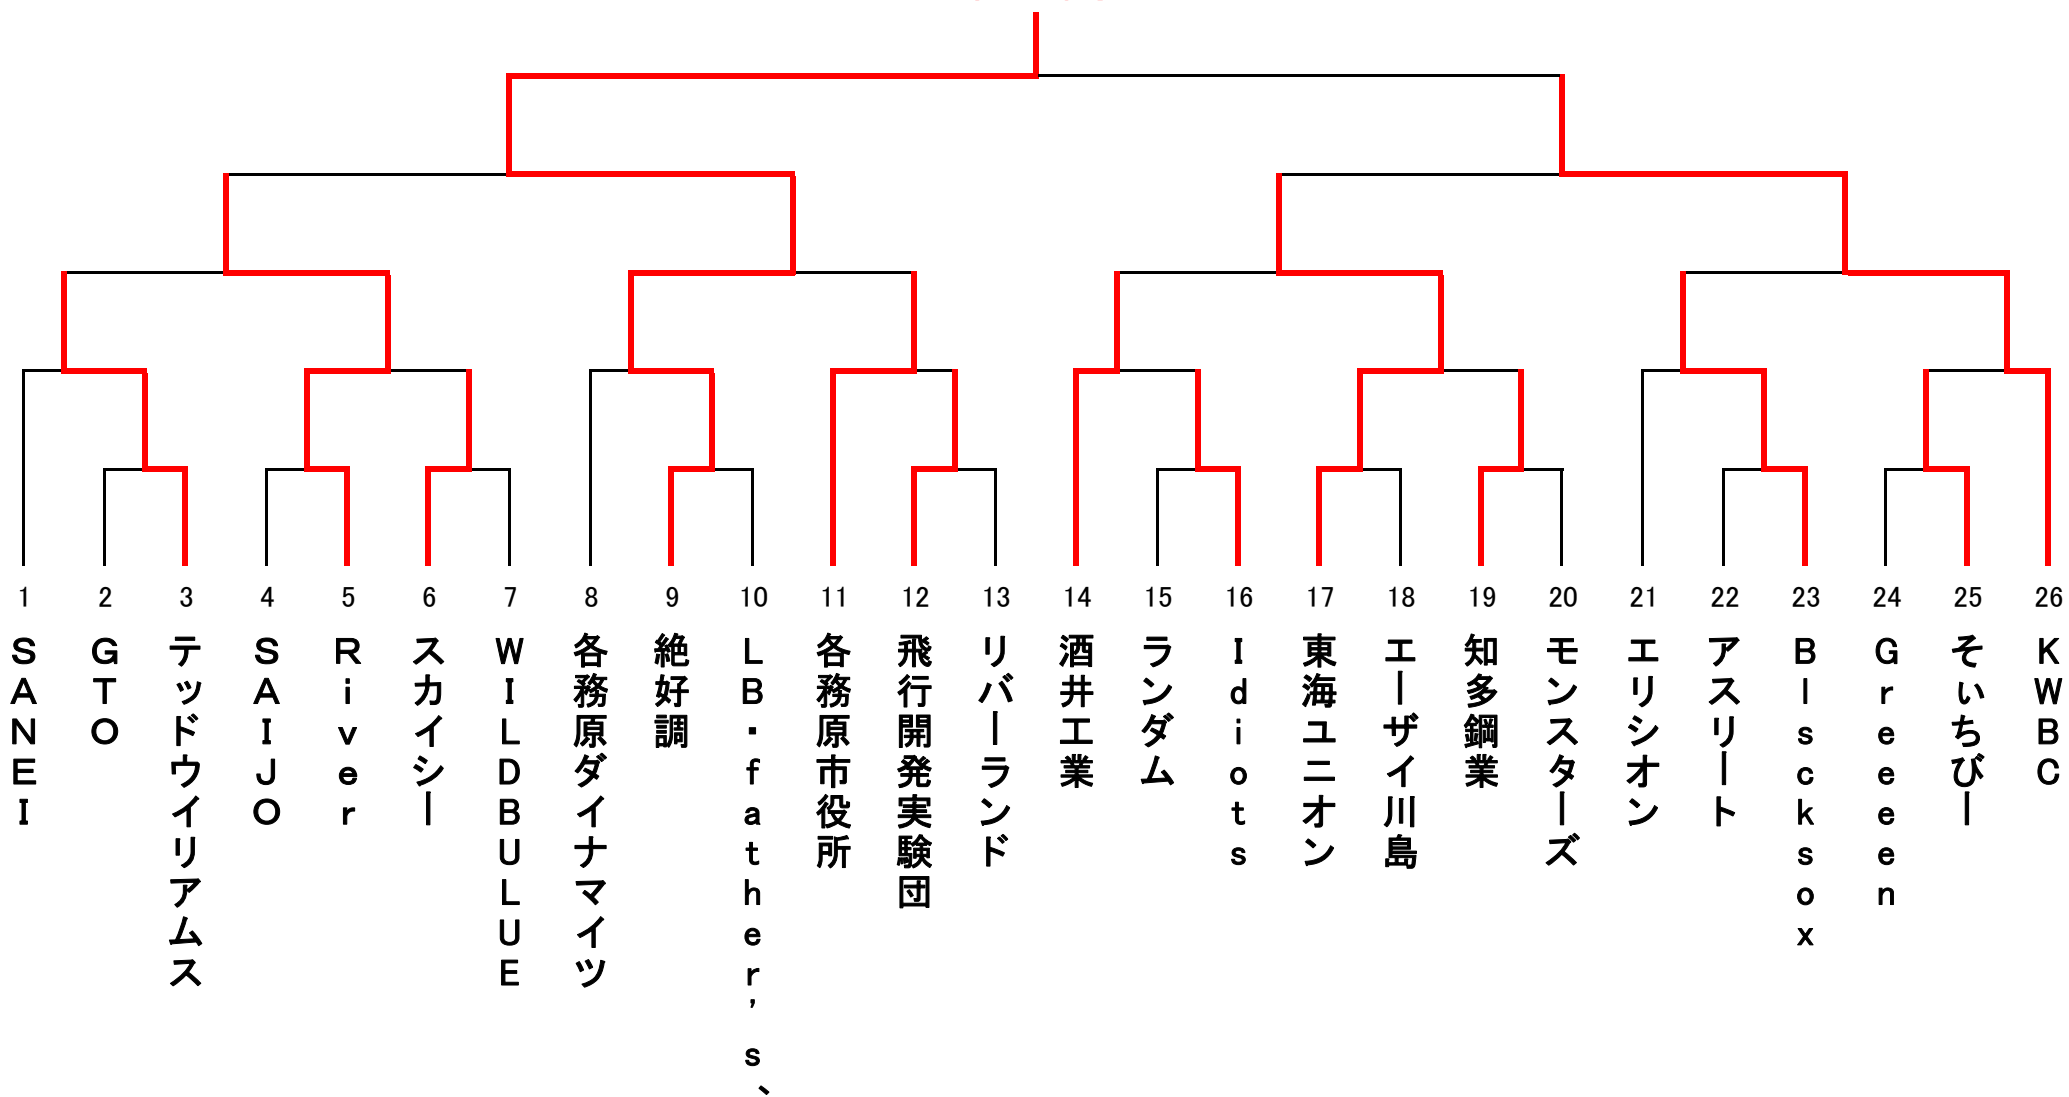 1 2 3 4 5 6 7 8 9 10 11 12 13 14 15 16 17 18 19 20 21 22 23 24 25 26
SANEI
GTO
テッドウイリアムス
SAIJO
River
スカイシー
WILDBULUE
各務原ダイナマイツ
絶好調
LB・father’s、
各務原市役所
飛行開発実験団
リバーランド
酒井工業
ランダム
Idiots
東海ユニオン
エーザイ川島
知多鋼業
モンスターズ
エリシオン
アスリート
Blscksox
Greeen
そぃちびー
KWBC